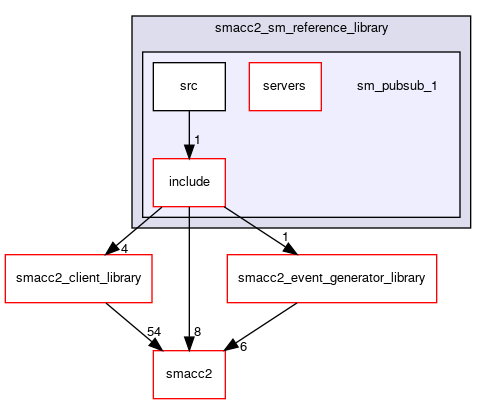 smacc2_sm_reference_library
src
servers
sm_pubsub_1
1
include
4
1
smacc2_client_library
smacc2_event_generator_library
54
8
6
smacc2